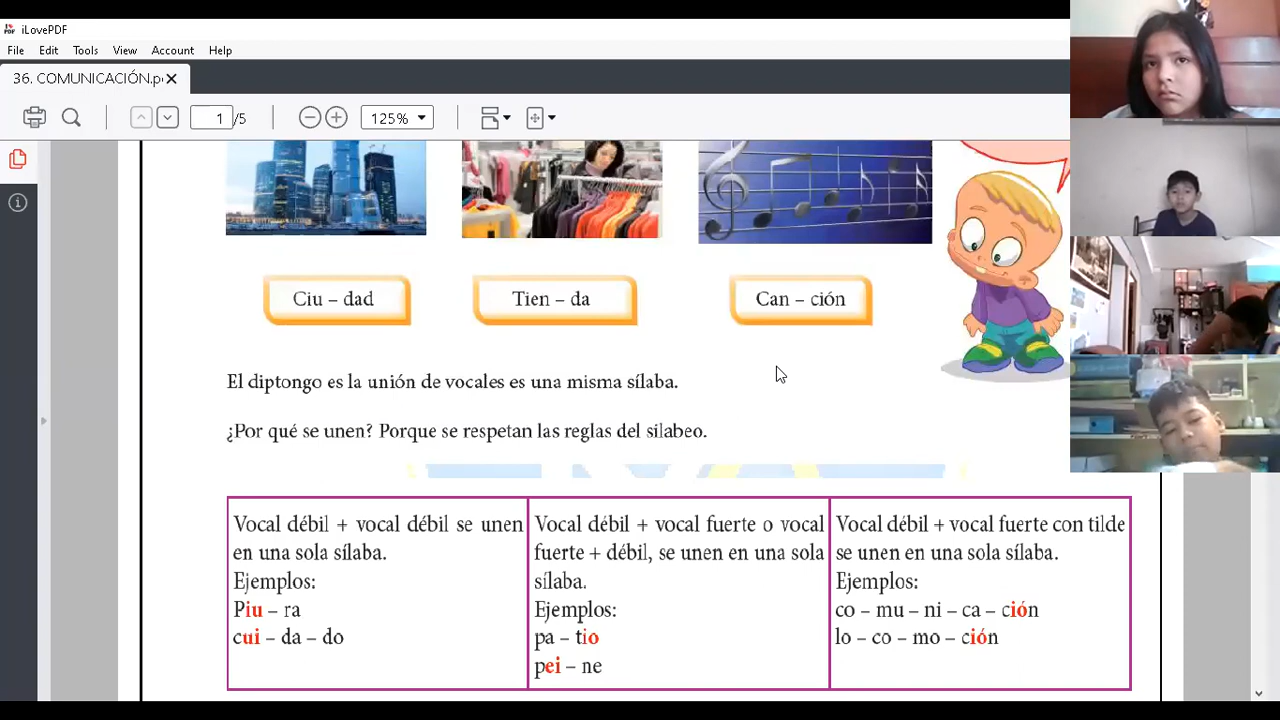 iLovePDF
File Edit Tools View Account Help
36. COMUNICACIÓN.p
1 /5 125%
Ciu – dad
Tien – da
Can – ción
El diptongo es la unión de vocales es una misma sílaba.
¿Por qué se unen? Porque se respetan las reglas del silabeo.
Vocal débil + vocal débil se unen
en una sola sílaba.
Ejemplos:
Piu – ra
cui – da – do
Vocal débil + vocal fuerte o vocal
fuerte + débil, se unen en una sola
sílaba.
Ejemplos:
pa – tio
pei – ne
Vocal débil + vocal fuerte con tilde
se unen en una sola sílaba.
Ejemplos:
co – mu – ni – ca – ción
lo – co – mo – ción